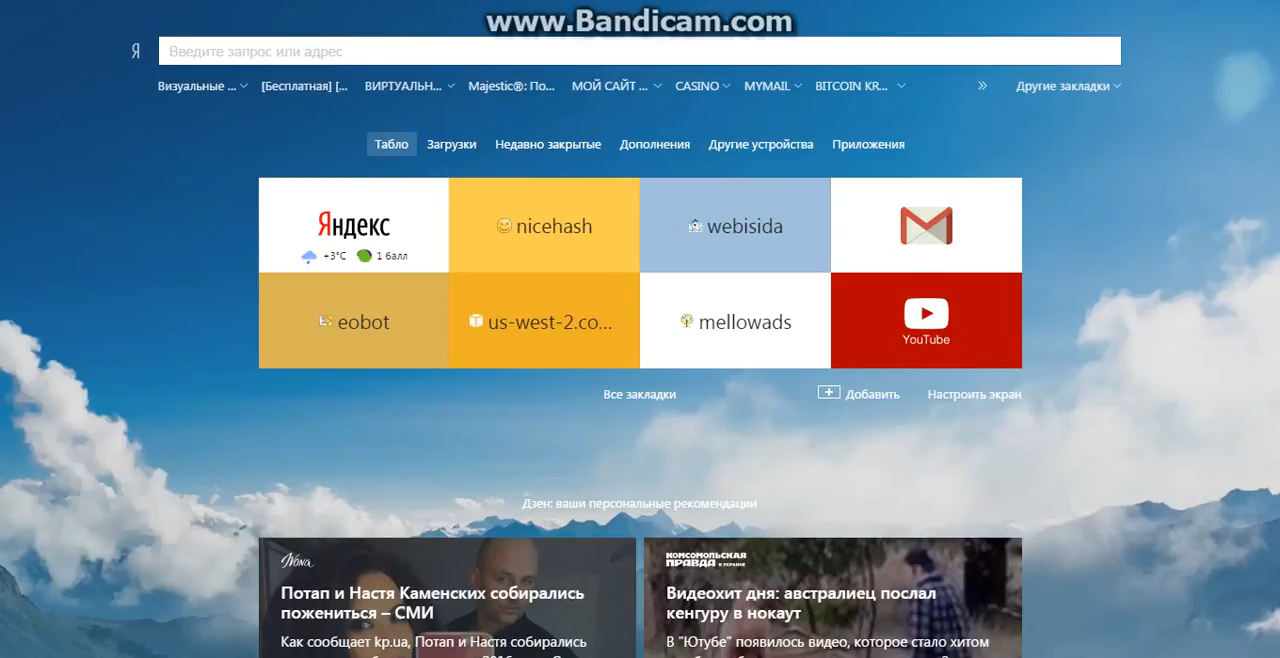 www.Bandicam.com
Я Введите запрос или адрес
Визуальные ... [Бесплатная] [... ВИРТУАЛЬН... Majestic®: По... МОЙ САЙТ ... CASINO MYMAIL BITCOIN KR... » Другие закладки
Табло Загрузки Недавно закрытые Дополнения Другие устройства Приложения
Яндекс
+3°C 1 балл
nicehash
webisida
eobot
us-west-2.co...
mellowads
YouTube
Все закладки Добавить Настроить экран
Дзен: ваши персональные рекомендации
Wona
Потап и Настя Каменских собирались
пожениться – СМИ
Как сообщает kp.ua, Потап и Настя собирались
КОМСОМОЛЬСКАЯ
ПРАВДА В УКРАИНЕ
Видеохит дня: австралиец послал
кенгуру в нокаут
В "Ютубе" появилось видео, которое стало хитом